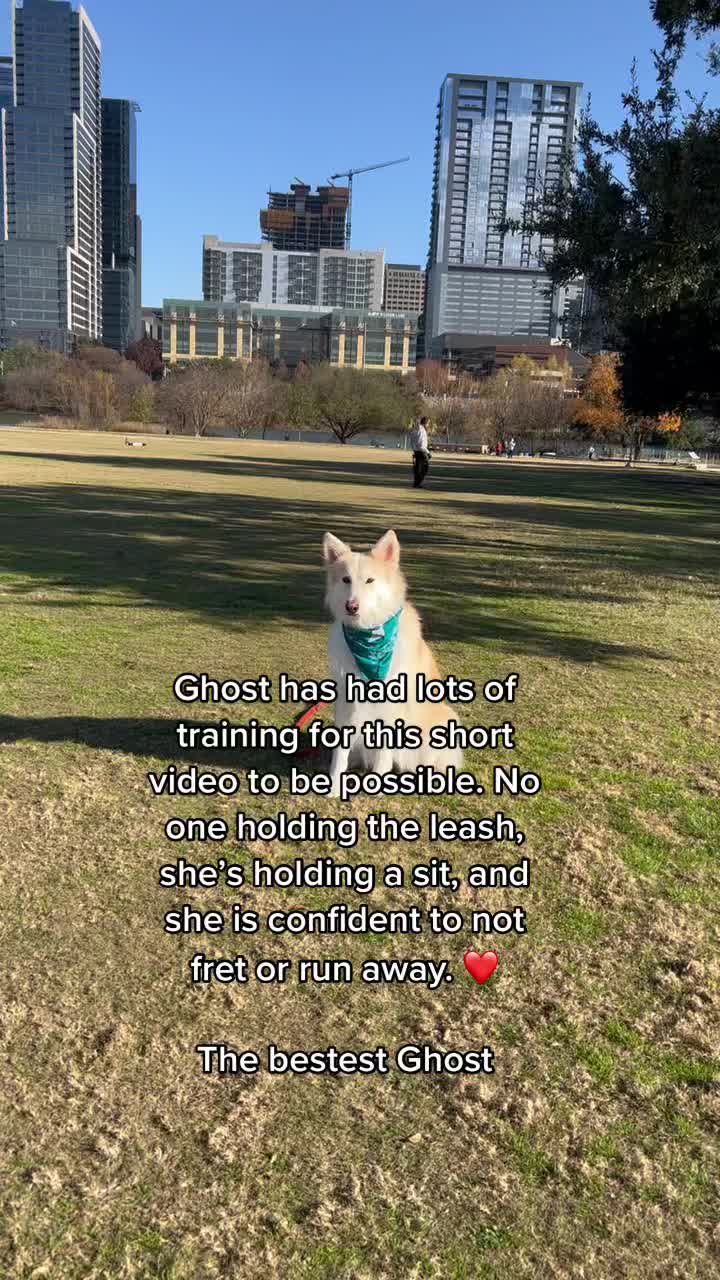 Ghost has had lots of
training for this short
video to be possible. No
one holding the leash,
she's holding a sit, and
she is confident to not
fret or run away. ❤️
The bestest Ghost